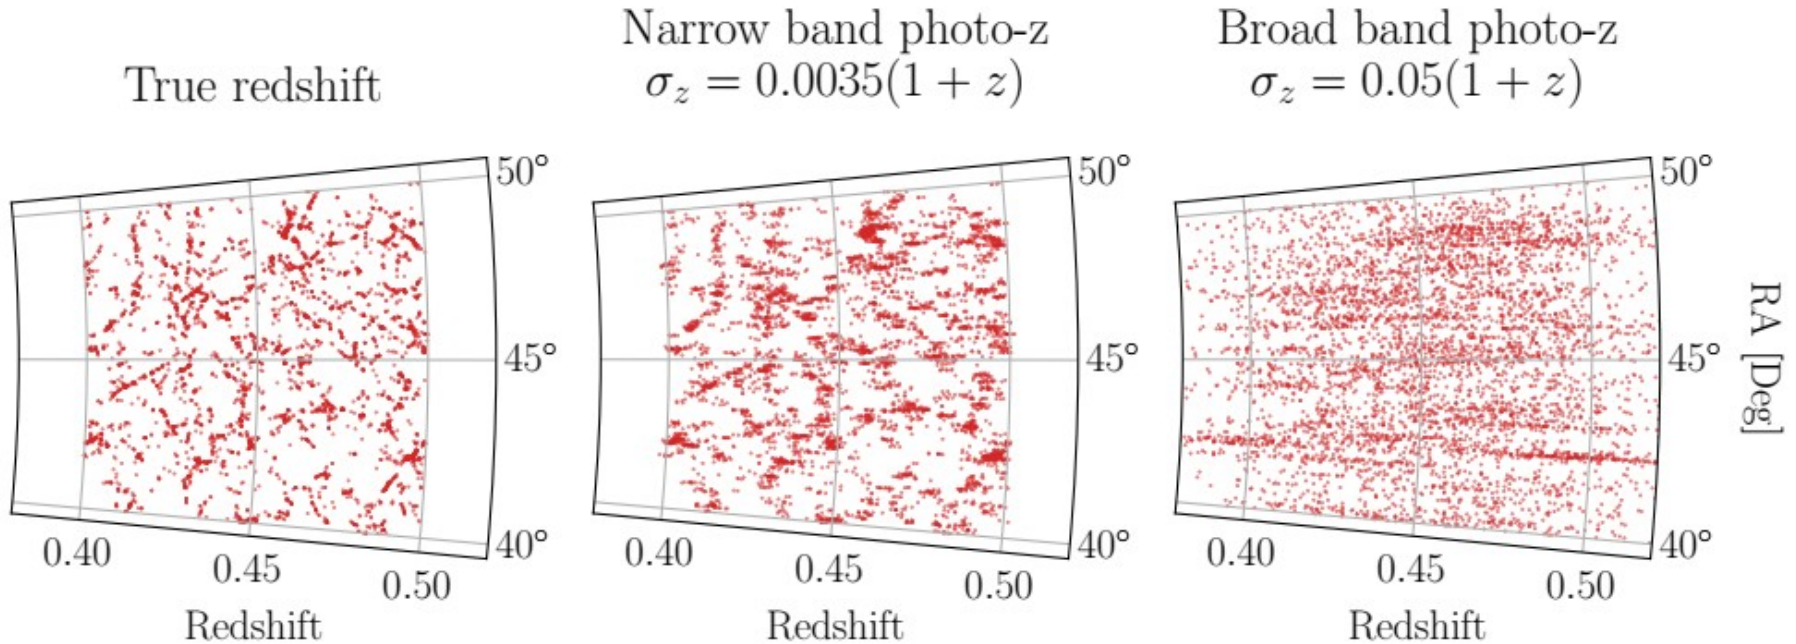 True redshift
Narrow band photo-z
σ_z = 0.0035(1 + z)
Broad band photo-z
σ_z = 0.05(1 + z)
50°
45°
40°
0.40
0.45
0.50
Redshift
50°
45°
40°
0.40
0.45
0.50
Redshift
50°
45°
40°
0.40
0.45
0.50
Redshift
RA [Deg]